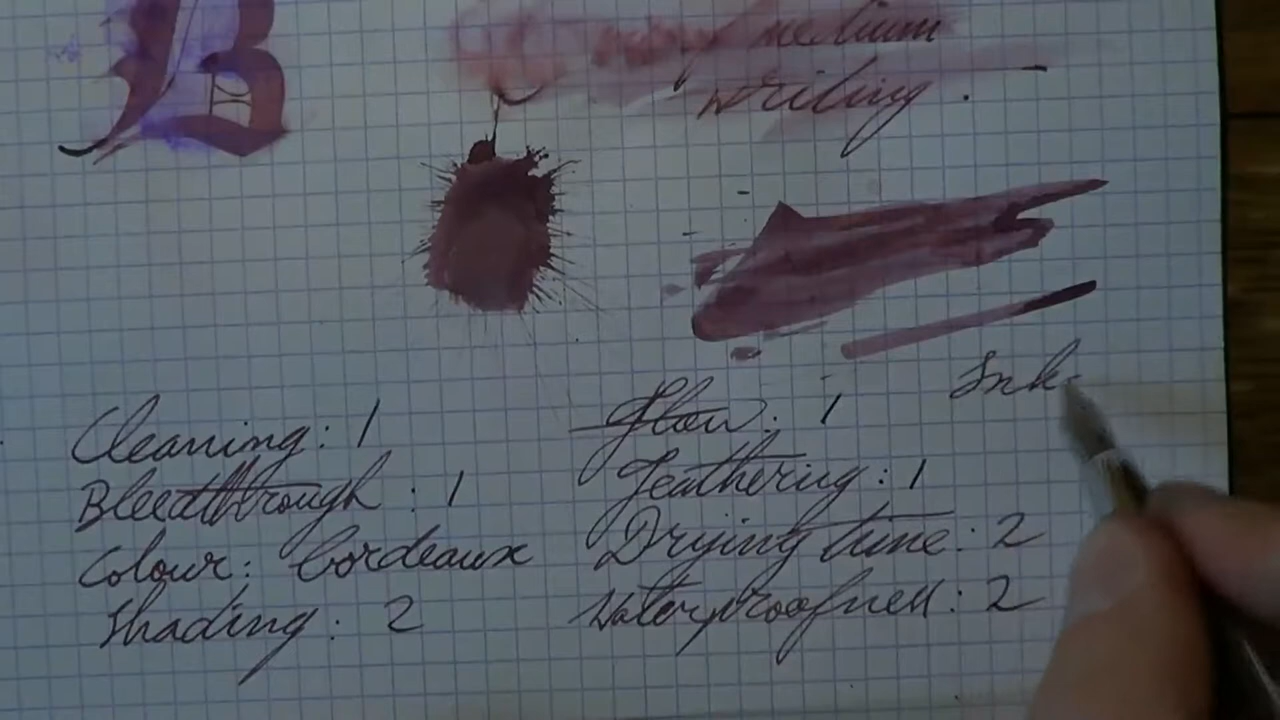 B
medium
writing.
Cleaning: 1
Bleedthrough: 1
Colour: bordeaux
Shading: 2
Flow: 1
Feathering: 1
Drying time: 2
Waterproofness: 2
Ink